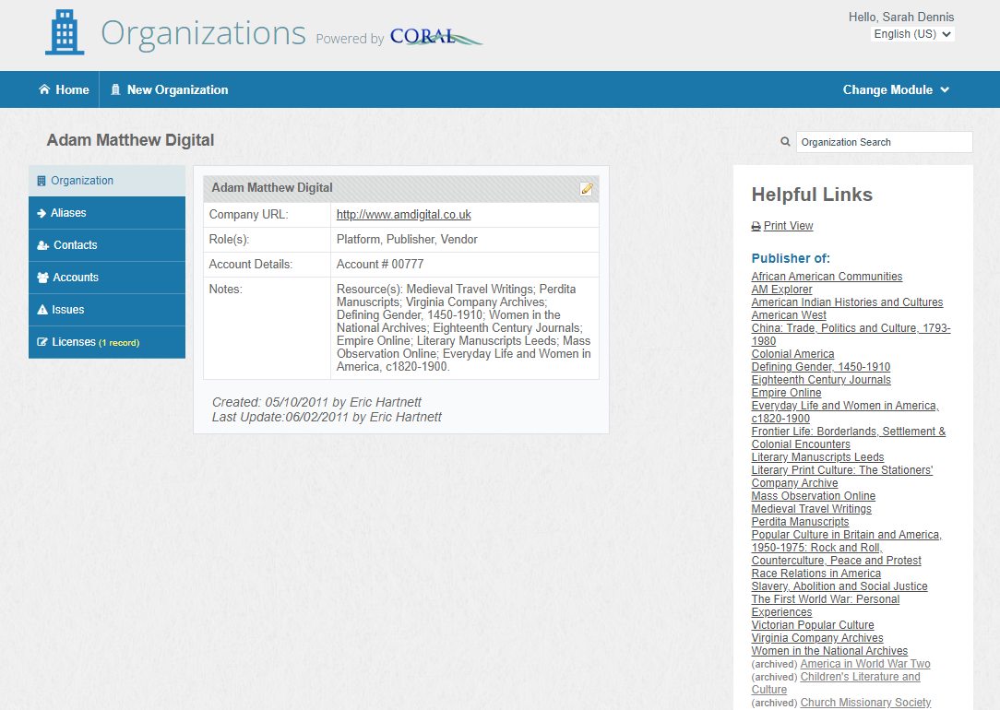 Organizations Powered by CORAL
Hello, Sarah Dennis
English (US)
Home
New Organization
Change Module
Adam Matthew Digital
Organization Search
Organization
Aliases
Contacts
Accounts
Issues
Licenses (1 record)
Adam Matthew Digital
Company URL: http://www.amdigital.co.uk
Role(s): Platform, Publisher, Vendor
Account Details: Account # 00777
Notes: Resource(s): Medieval Travel Writings; Perdita
Manuscripts; Virginia Company Archives;
Defining Gender, 1450-1910; Women in the
National Archives; Eighteenth Century Journals;
Empire Online; Literary Manuscripts Leeds; Mass
Observation Online; Everyday Life and Women in
America, c1820-1900.
Created: 05/10/2011 by Eric Hartnett
Last Update:06/02/2011 by Eric Hartnett
Helpful Links
Print View
Publisher of:
African American Communities
AM Explorer
American Indian Histories and Cultures
American West
China: Trade, Politics and Culture, 1793-
1980
Colonial America
Defining Gender, 1450-1910
Eighteenth Century Journals
Empire Online
Everyday Life and Women in America,
c1820-1900
Frontier Life: Borderlands, Settlement &
Colonial Encounters
Literary Manuscripts Leeds
Literary Print Culture: The Stationers'
Company Archive
Mass Observation Online
Medieval Travel Writings
Perdita Manuscripts
Popular Culture in Britain and America,
1950-1975: Rock and Roll,
Counterculture, Peace and Protest
Race Relations in America
Slavery, Abolition and Social Justice
The First World War: Personal
Experiences
Victorian Popular Culture
Virginia Company Archives
Women in the National Archives
(archived) America in World War Two
(archived) Children's Literature and
Culture
(archived) Church Missionary Society